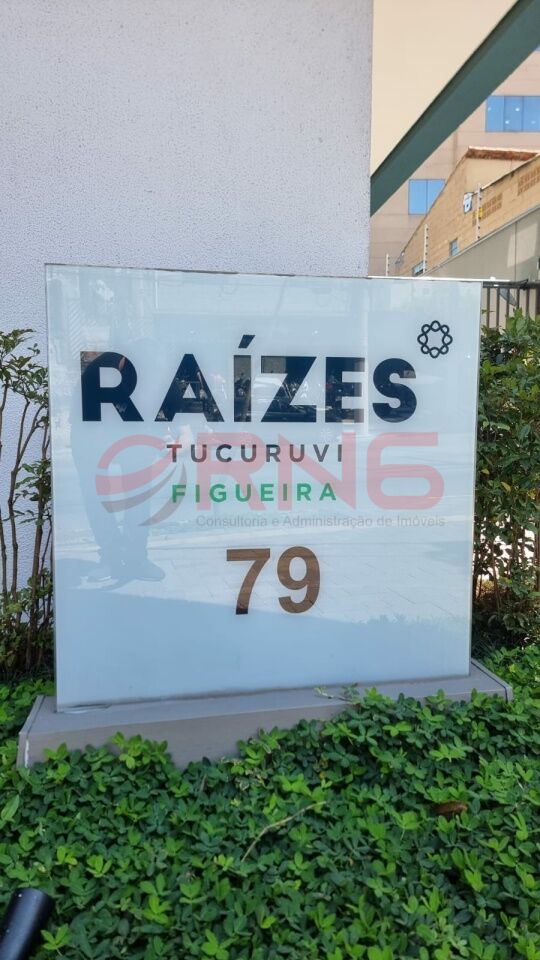 RAÍZES
TUCURUVI
RN6
FIGUEIRA
Consultoria e Administração de Imóveis
79